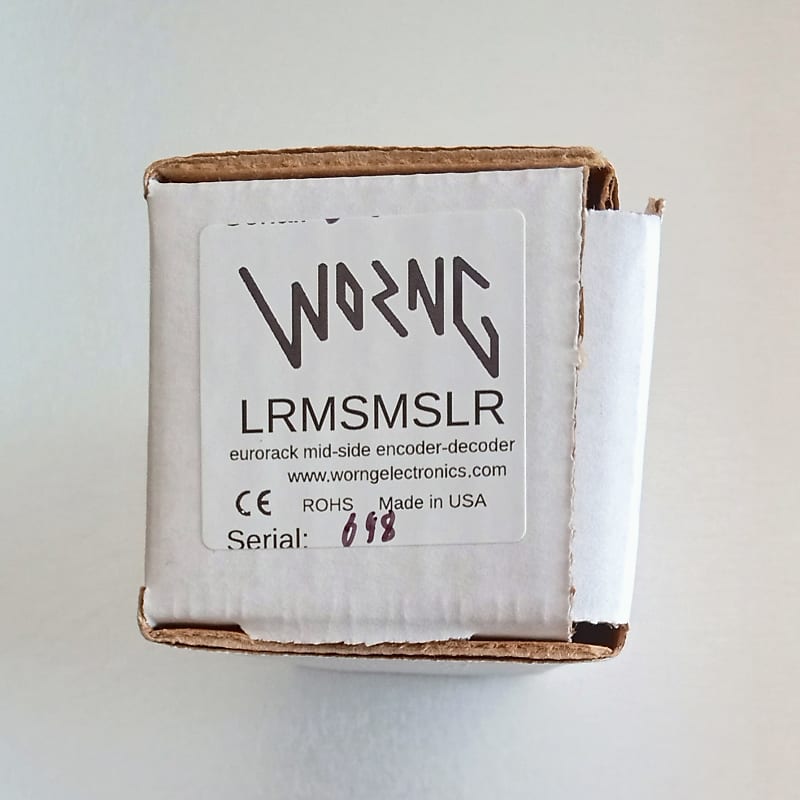 WORNG
LRMSMSLR
eurorack mid-side encoder-decoder
www.worngelectronics.com
CE ROHS Made in USA
Serial: 698